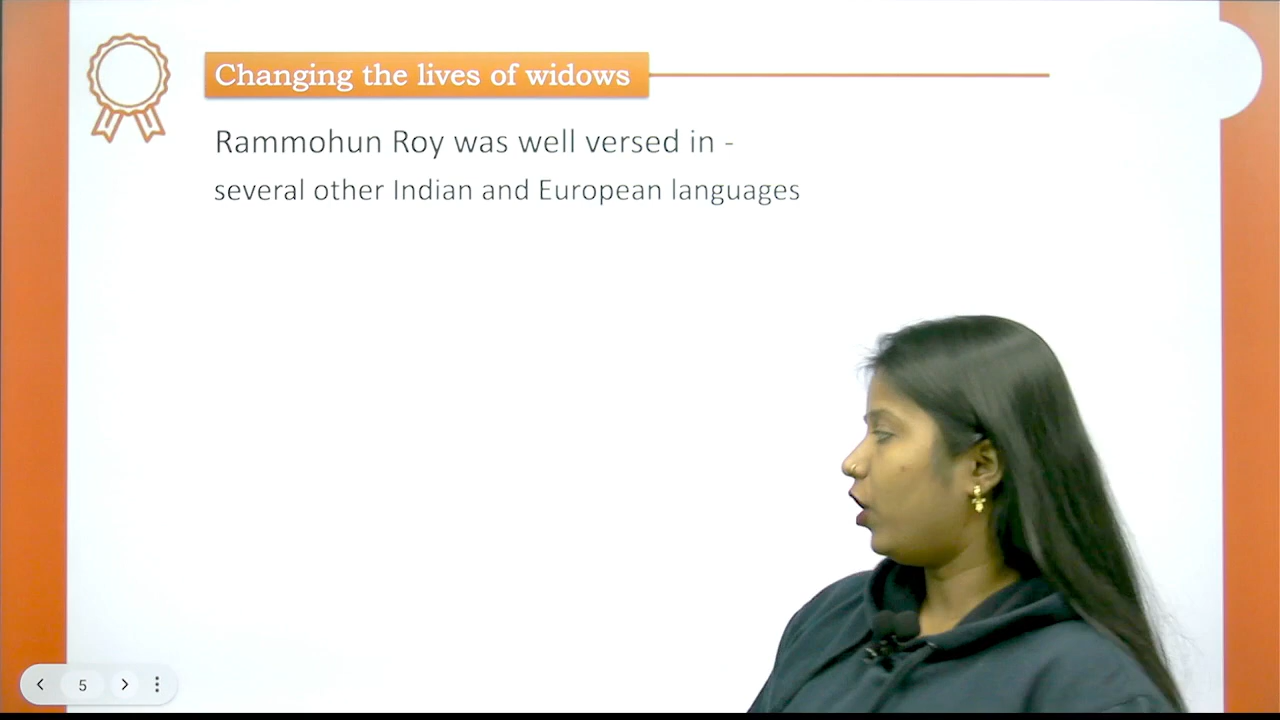 Changing the lives of widows
Rammohun Roy was well versed in -
several other Indian and European languages
5